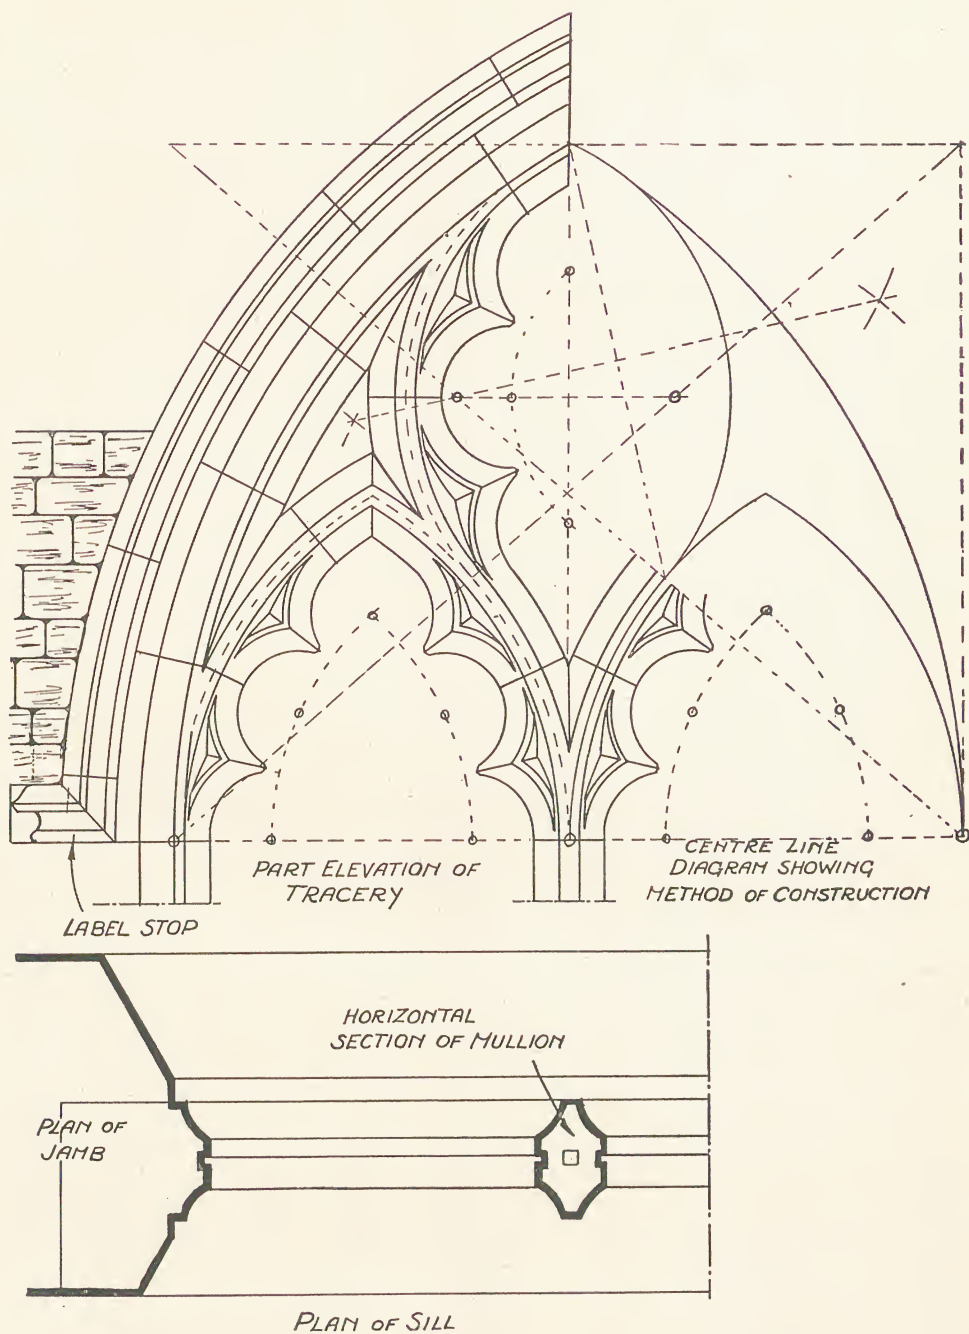 PART ELEVATION OF
TRACERY
CENTRE LINE
DIAGRAM SHOWING
METHOD OF CONSTRUCTION
LABEL STOP
HORIZONTAL
SECTION OF MULLION
PLAN OF
JAMB
PLAN OF SILL